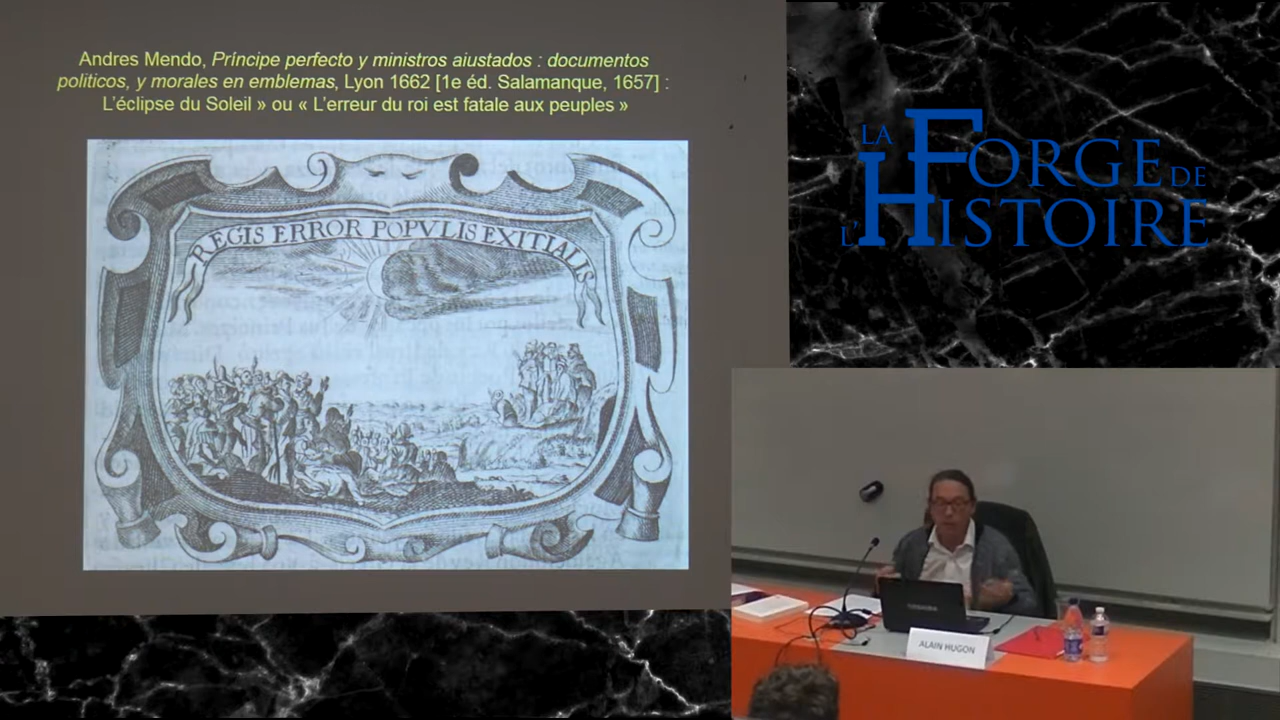 Andres Mendo, Príncipe perfecto y ministros aiustados : documentos
politicos, y morales en emblemas, Lyon 1662 [1e éd. Salamanque, 1657] :
L'éclipse du Soleil » ou « L'erreur du roi est fatale aux peuples »
REGIS ERROR POPVLIS EXITIALIS
LA FORGE DE
L'HISTOIRE
TOSHIBA
ALAIN HUGON